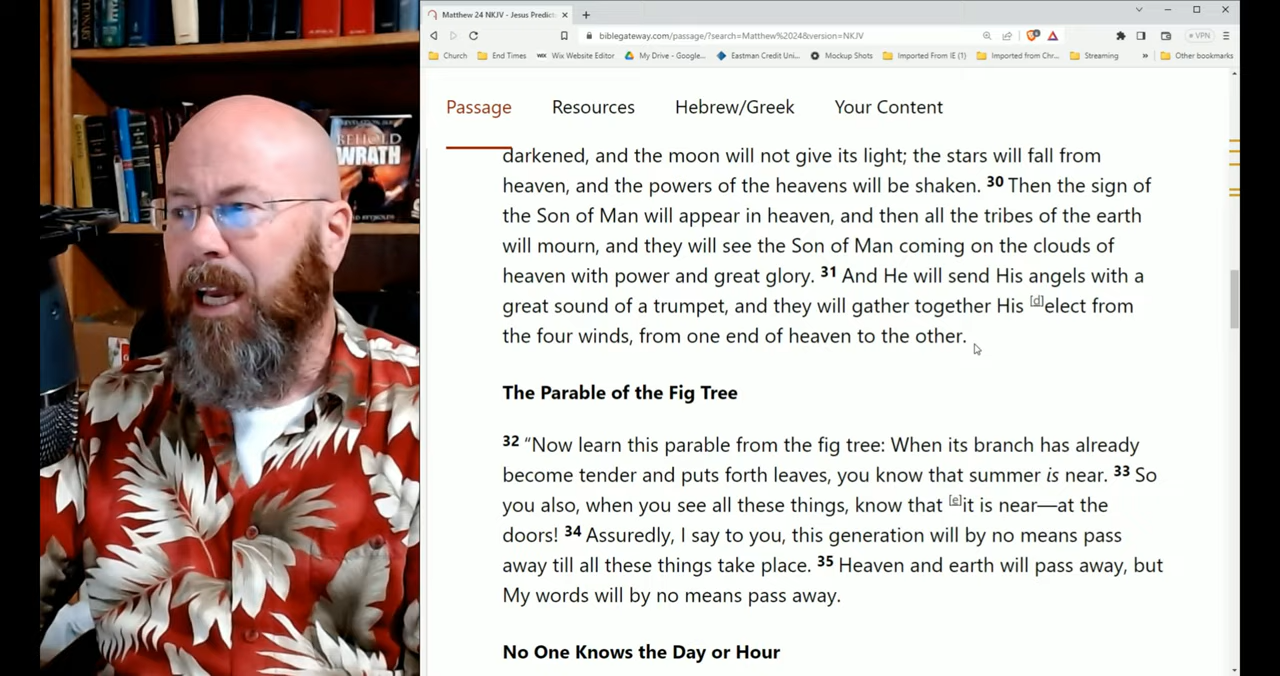 BEHOLD
WRATH
Matthew 24 NKJV - Jesus Predict
biblegateway.com/passage/?search=Matthew%2024&version=NKJV
VPN
Church
End Times
WiX Wix Website Editor
My Drive - Google...
Eastman Credit Uni...
Mockup Shots
Imported From IE (1)
Imported from Chr...
Streaming
»
Other bookmarks
Passage
Resources
Hebrew/Greek
Your Content
darkened, and the moon will not give its light; the stars will fall from
heaven, and the powers of the heavens will be shaken. 30 Then the sign of
the Son of Man will appear in heaven, and then all the tribes of the earth
will mourn, and they will see the Son of Man coming on the clouds of
heaven with power and great glory. 31 And He will send His angels with a
great sound of a trumpet, and they will gather together His [d]elect from
the four winds, from one end of heaven to the other.
The Parable of the Fig Tree
32 “Now learn this parable from the fig tree: When its branch has already
become tender and puts forth leaves, you know that summer is near. 33 So
you also, when you see all these things, know that [e]it is near—at the
doors! 34 Assuredly, I say to you, this generation will by no means pass
away till all these things take place. 35 Heaven and earth will pass away, but
My words will by no means pass away.
No One Knows the Day or Hour